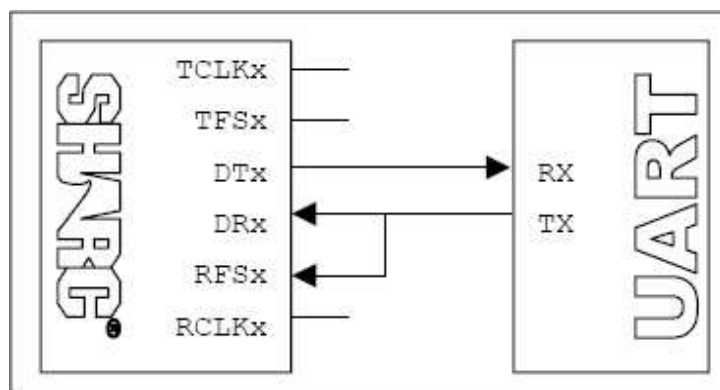 SHARC®
TCLKx
TFSx
DTx
DRx
RFSx
RCLKx
RX
TX
UART